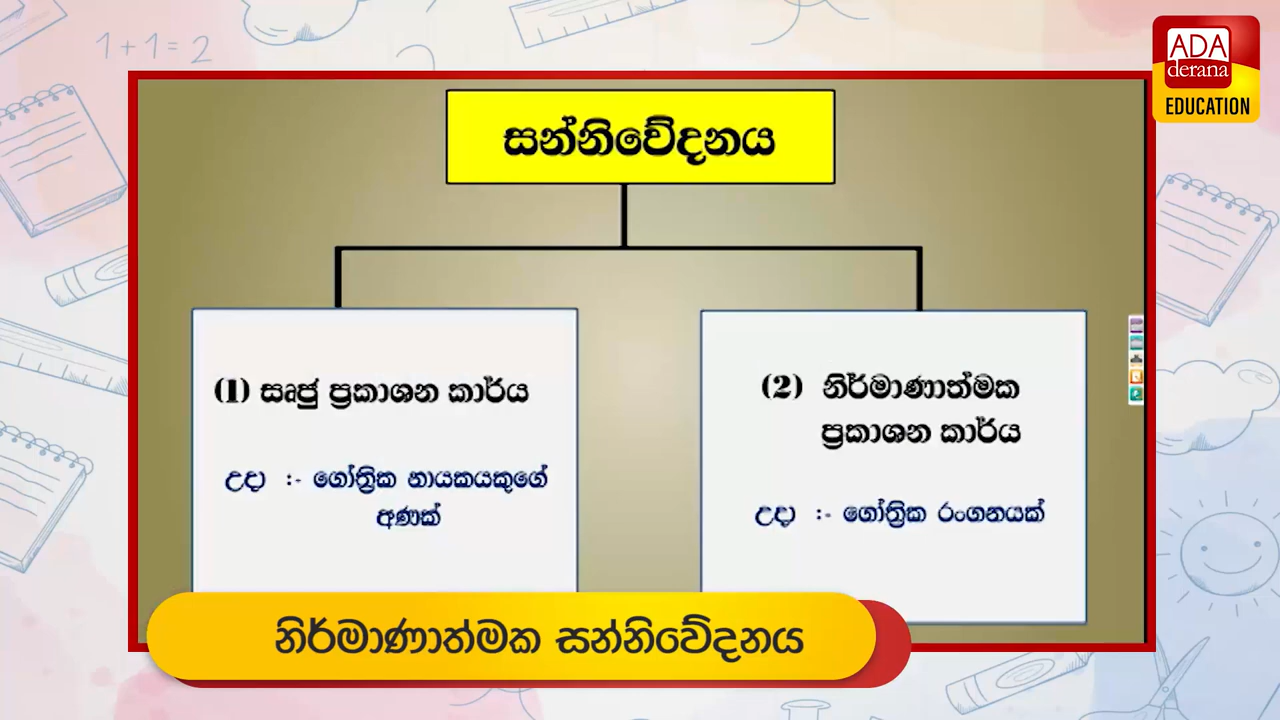 1+1=2
ADA
derana
EDUCATION
සන්නිවේදනය
(1) සෘජු ප්‍රකාශන කාර්ය
උදා :- ගෝත්‍රික නායකයකුගේ
අණක්
(2) නිර්මාණාත්මක
ප්‍රකාශන කාර්ය
උදා :- ගෝත්‍රික රංගනයක්
නිර්මාණාත්මක සන්නිවේදනය